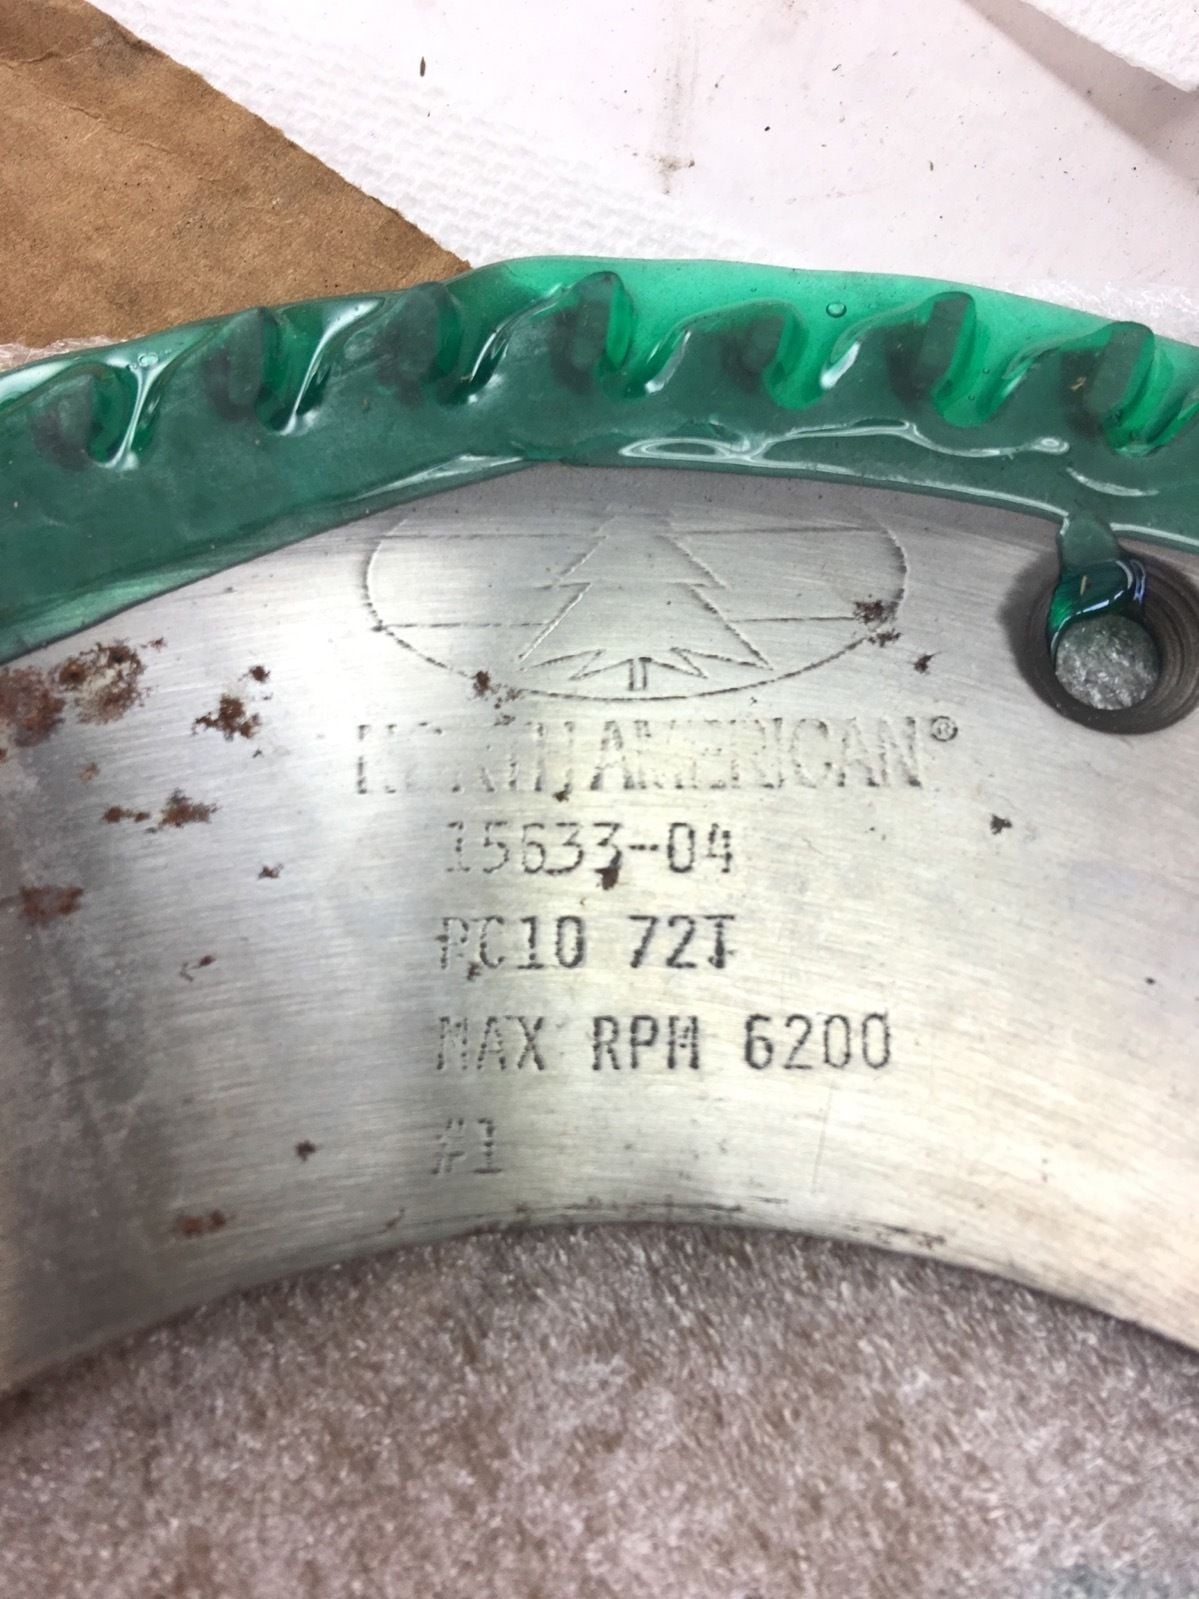 NORTH AMERICAN®
15633-04
PC10 72T
MAX RPM 6200
#1